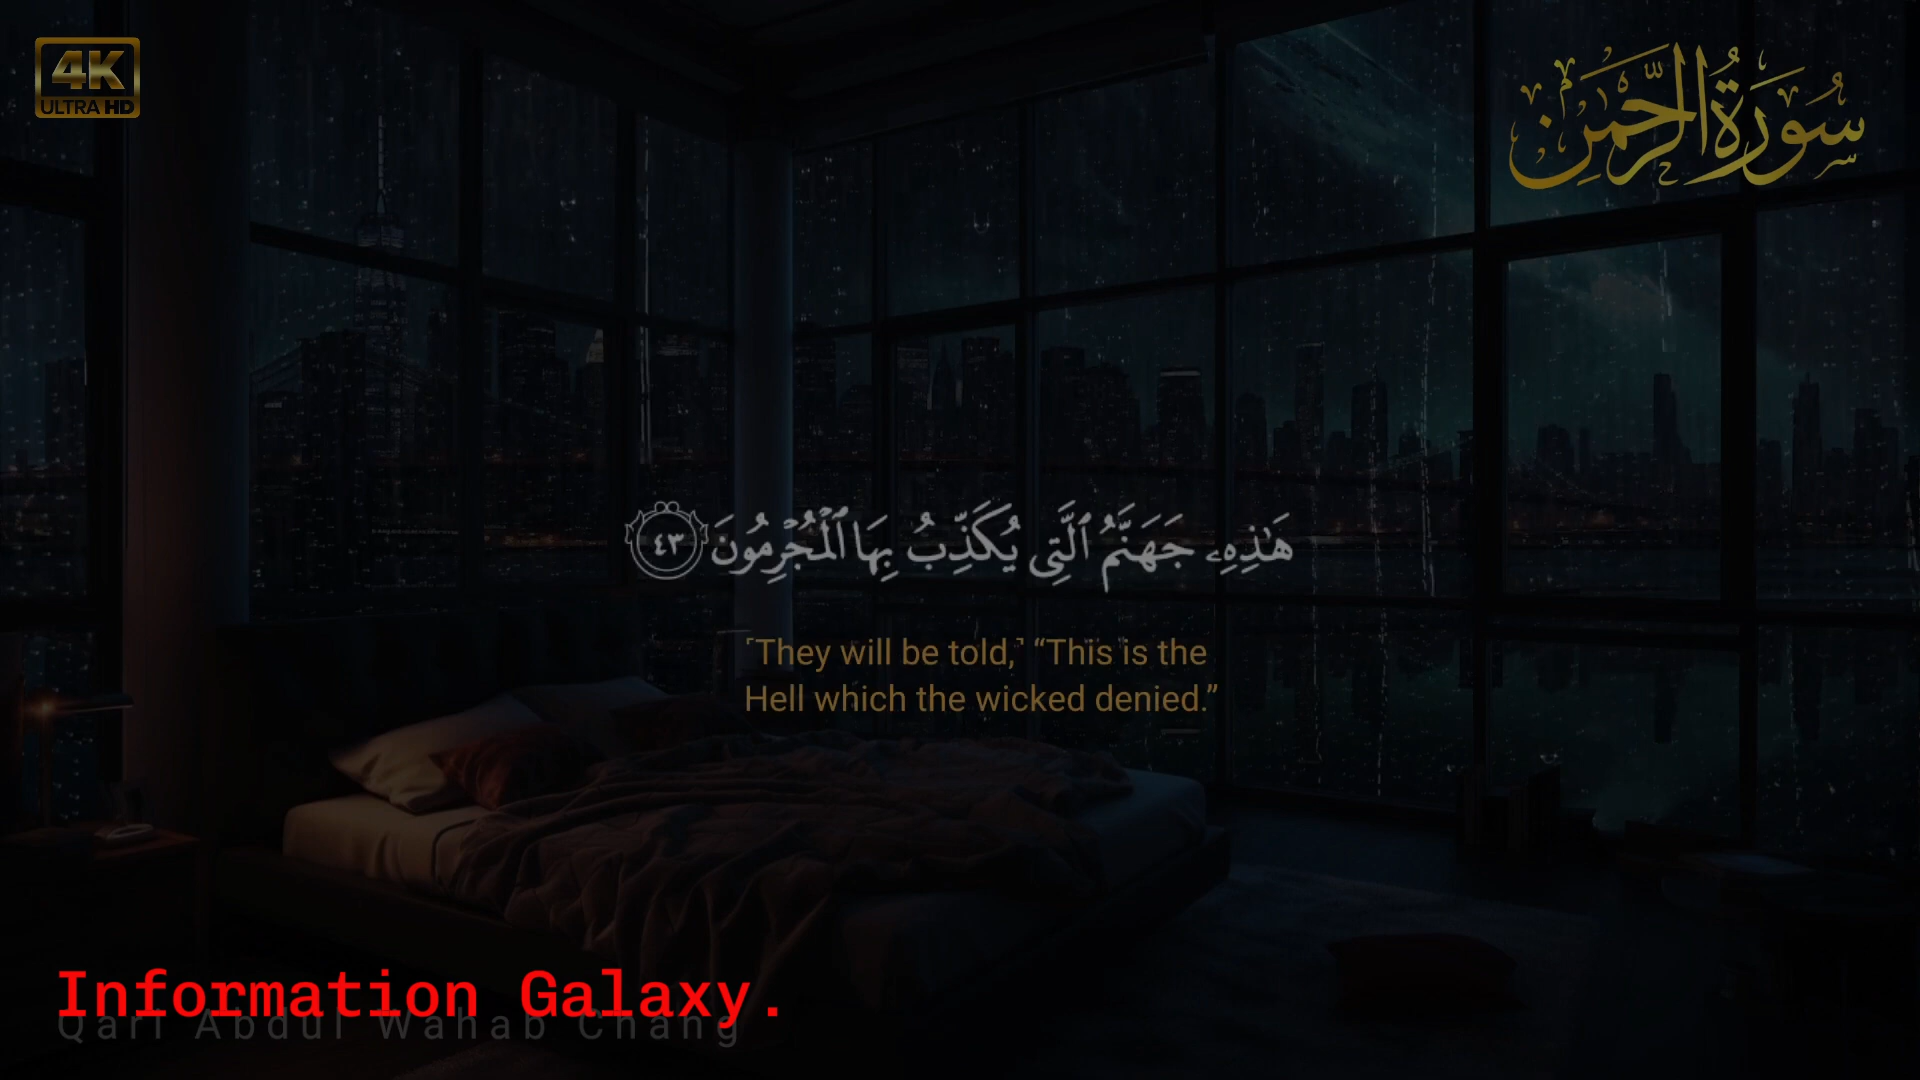 4K
ULTRA HD
سُورَةُ الرَّحْمٰنِ
هَـٰذِهِۦ جَهَنَّمُ ٱلَّتِى يُكَذِّبُ بِهَا ٱلْمُجْرِمُونَ ٤٣
˹They will be told,˺ “This is the
Hell which the wicked denied.”
Information Galaxy.
Qari Abdul Wahab Chang